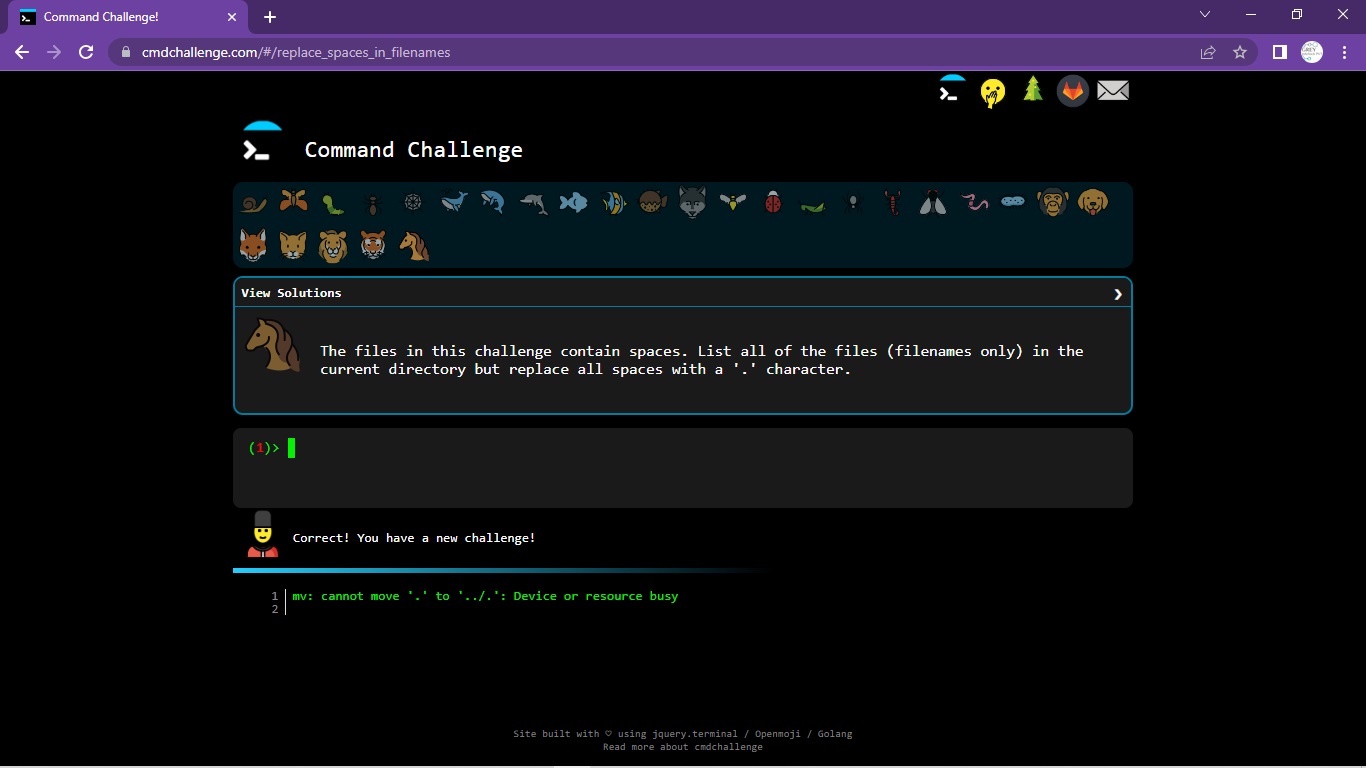 Command Challenge!
cmdchallenge.com/#/replace_spaces_in_filenames
Command Challenge
View Solutions
The files in this challenge contain spaces. List all of the files (filenames only) in the
current directory but replace all spaces with a '.' character.
(1)>
Correct! You have a new challenge!
1 mv: cannot move '.' to '../.': Device or resource busy
2
Site built with ♡ using jquery.terminal / Openmoji / Golang
Read more about cmdchallenge